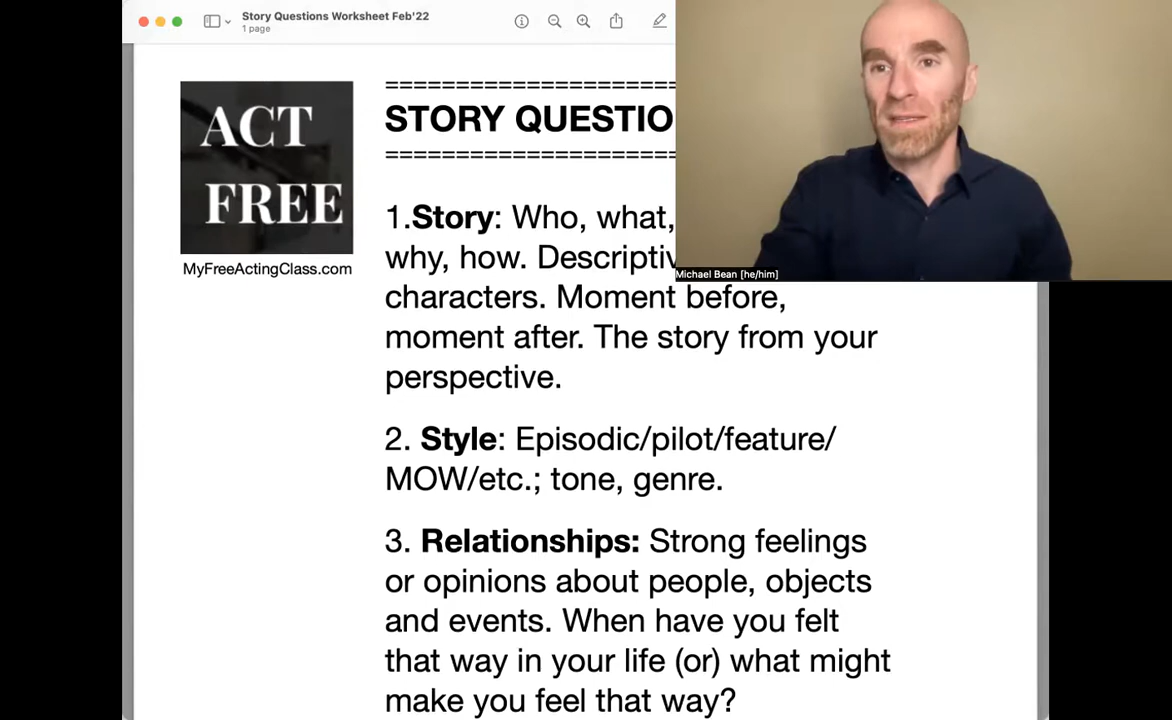 Story Questions Worksheet Feb'22
1 page
ACT
FREE
MyFreeActingClass.com
======================
STORY QUESTIO
======================
1.Story: Who, what,
why, how. Descriptiv
characters. Moment before,
moment after. The story from your
perspective.
2. Style: Episodic/pilot/feature/
MOW/etc.; tone, genre.
3. Relationships: Strong feelings
or opinions about people, objects
and events. When have you felt
that way in your life (or) what might
make you feel that way?
Michael Bean [he/him]